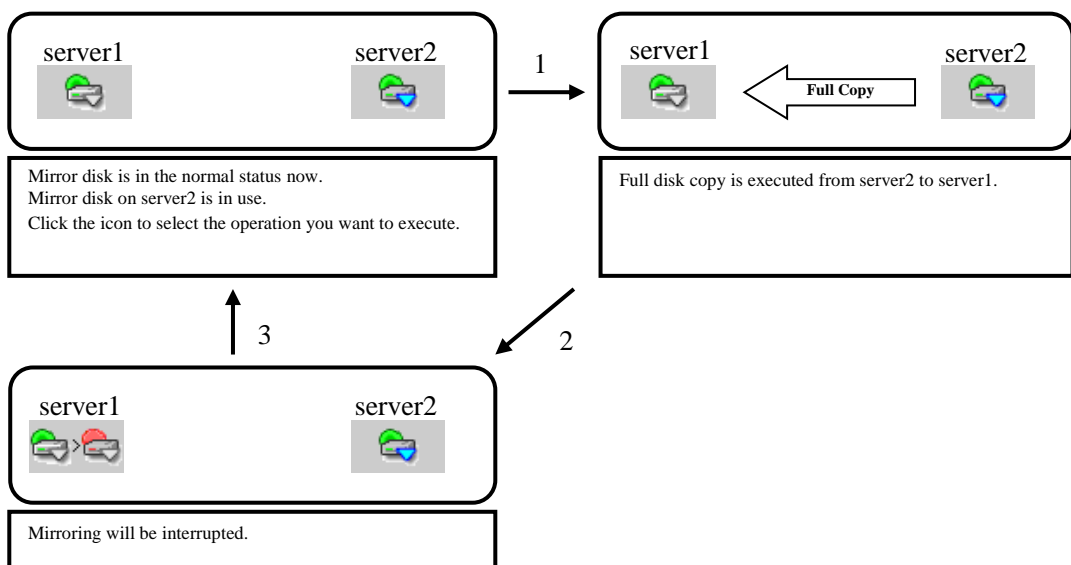 server1
server2
1
server1
Full Copy
server2
Mirror disk is in the normal status now.
Mirror disk on server2 is in use.
Click the icon to select the operation you want to execute.
Full disk copy is executed from server2 to server1.
3
2
server1
>
server2
Mirroring will be interrupted.